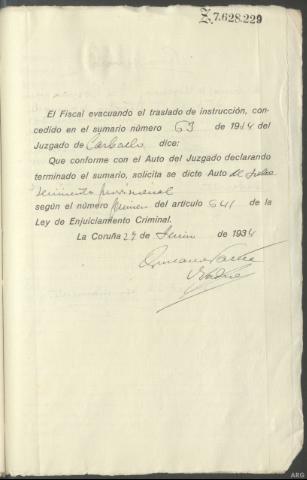 Z.7.628.229
El Fiscal evacuando el traslado de instrucción, con-
cedido en el sumario número 63 de 1934 del
Juzgado de Carballo dice:
Que conforme con el Auto del Juzgado declarando
terminado el sumario, solicita se dicte Auto de sobre
seimiento provisional
según el número primero del artículo 641 de la
Ley de Enjuiciamiento Criminal.
La Coruña 27 de Junio de 1934
ARG